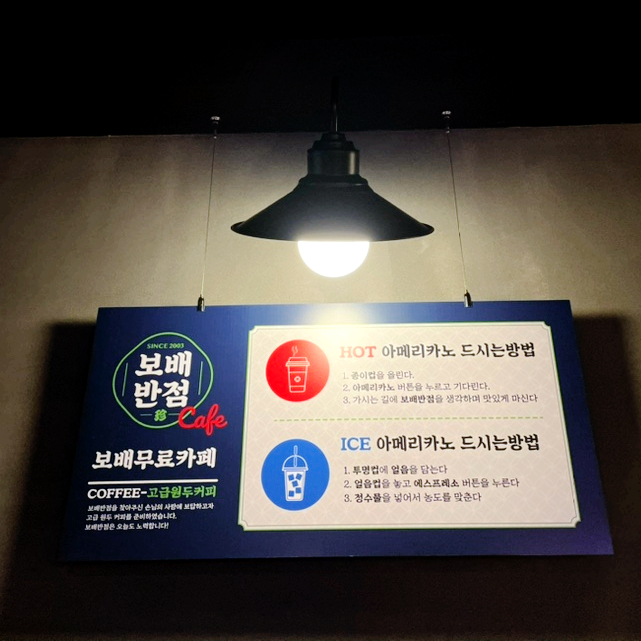 SINCE 2003
보배
반점
珍
Cafe
보배무료카페
COFFEE-고급원두커피
보배반점을 찾아주신 손님의 사랑에 보답하고자
고급 원두 커피를 준비하였습니다.
보배반점은 오늘도 노력합니다!
HOT 아메리카노 드시는방법
1. 종이컵을 올린다.
2. 아메리카노 버튼을 누르고 기다린다.
3. 가시는 길에 보배반점을 생각하며 맛있게 마신다
ICE 아메리카노 드시는방법
1. 투명컵에 얼음을 담는다
2. 얼음컵을 놓고 에스프레소 버튼을 누른다
3. 정수물을 넣어서 농도를 맞춘다